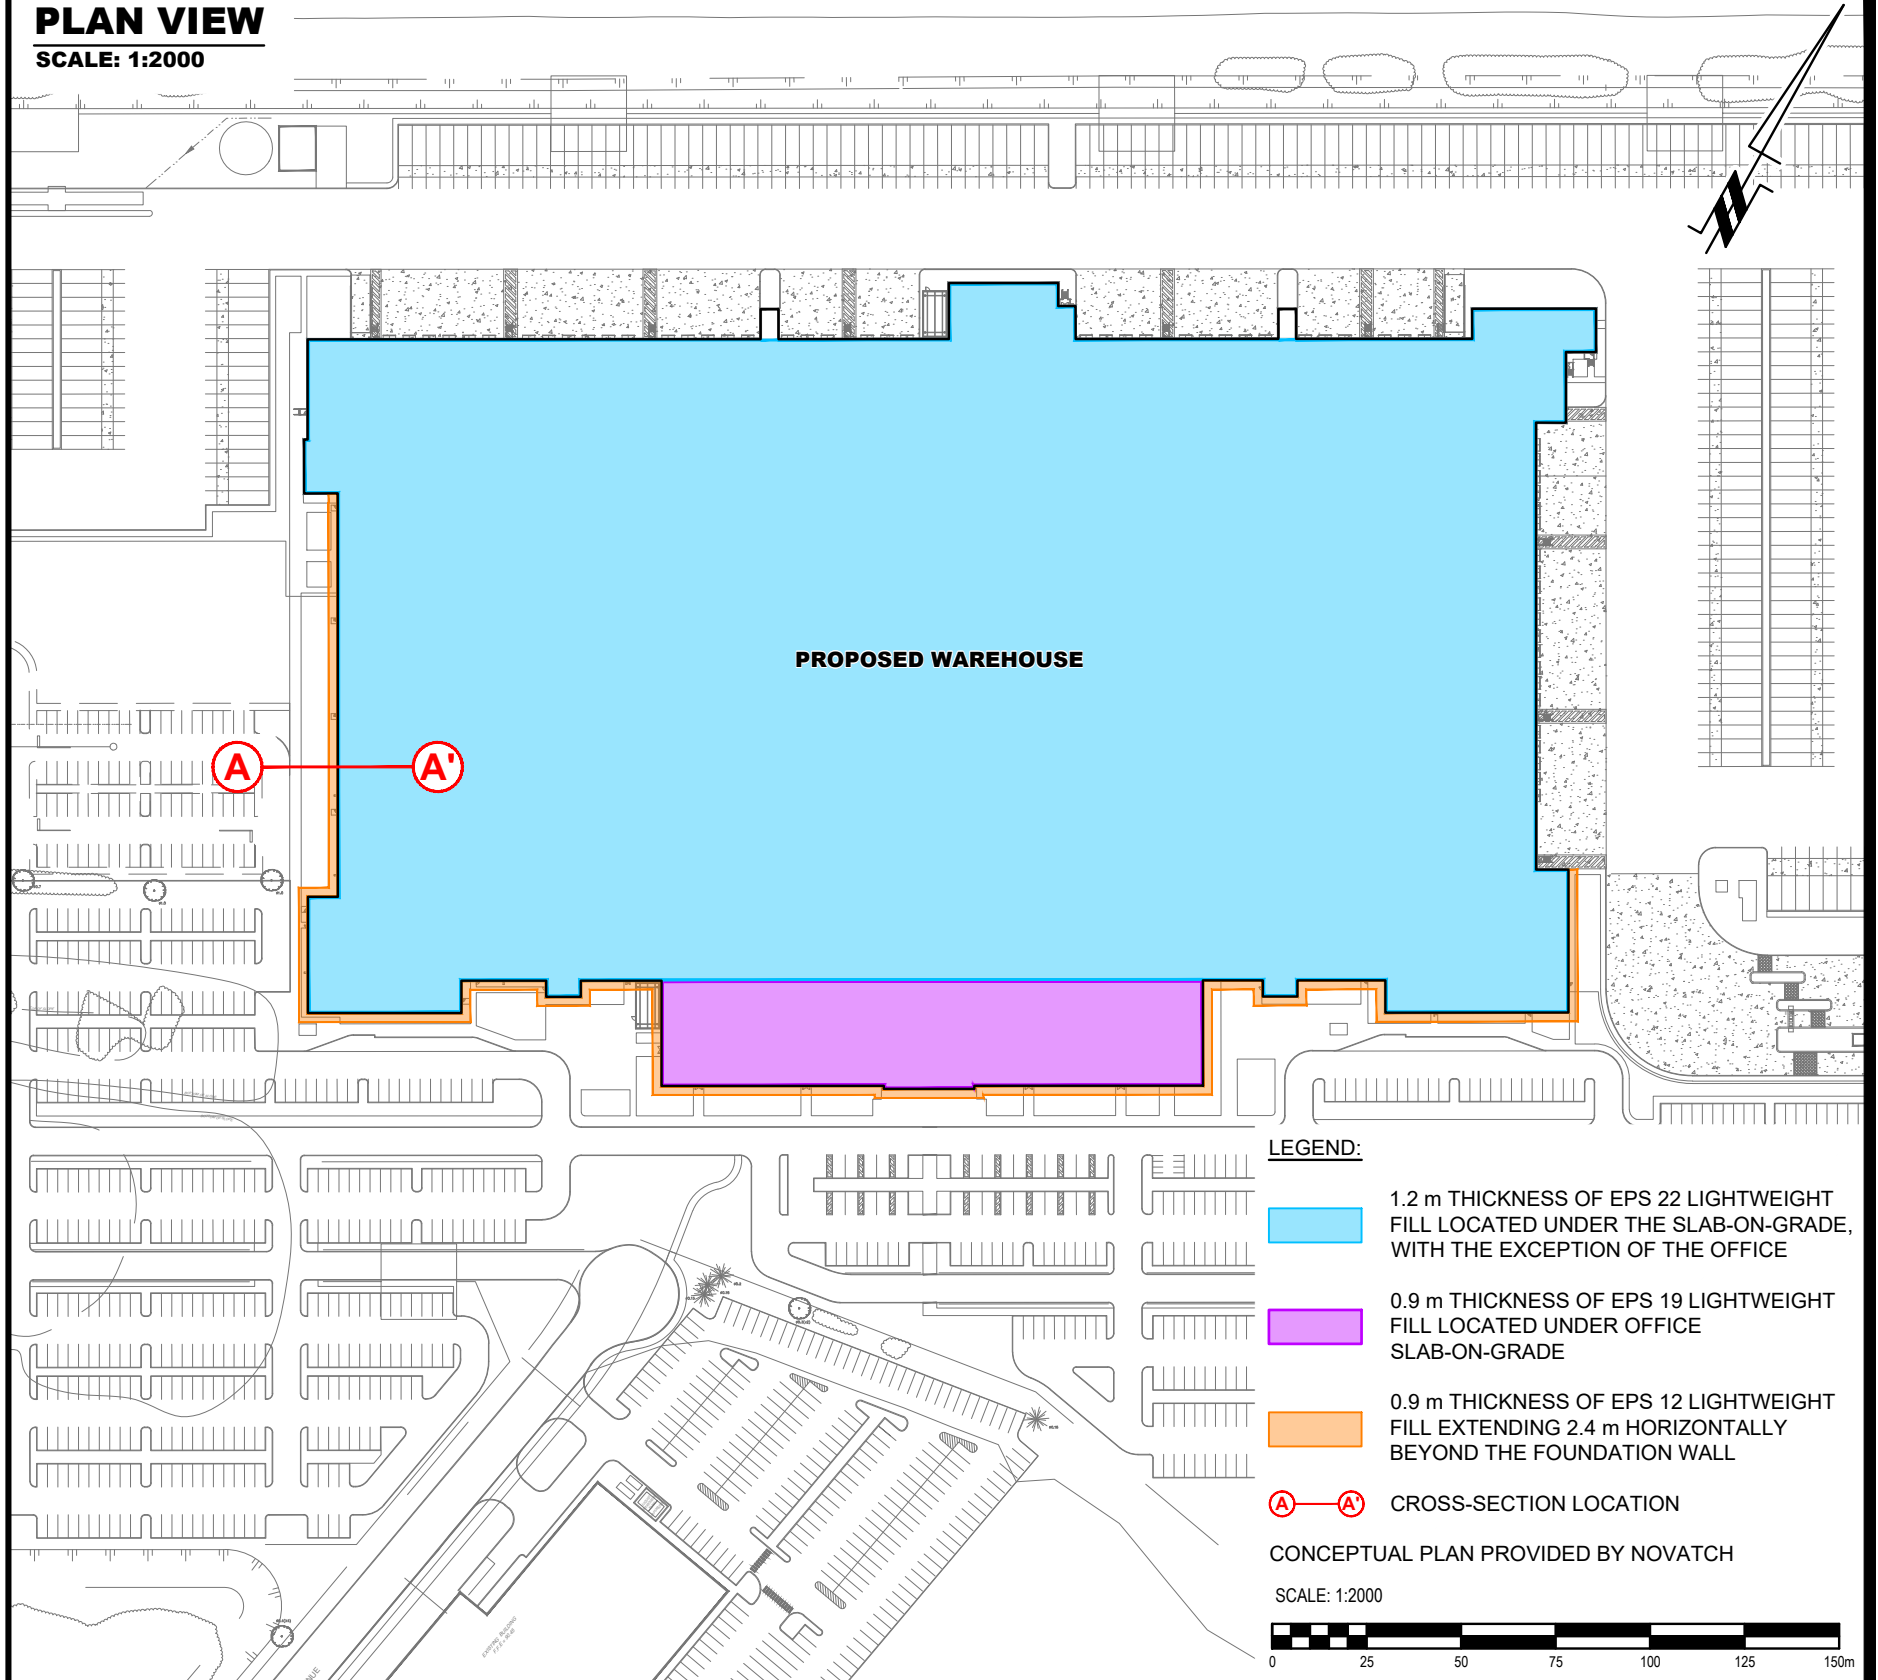 PLAN VIEW
SCALE: 1:2000
PROPOSED WAREHOUSE
A
A'
LEGEND:
1.2 m THICKNESS OF EPS 22 LIGHTWEIGHT
FILL LOCATED UNDER THE SLAB-ON-GRADE,
WITH THE EXCEPTION OF THE OFFICE
0.9 m THICKNESS OF EPS 19 LIGHTWEIGHT
FILL LOCATED UNDER OFFICE
SLAB-ON-GRADE
0.9 m THICKNESS OF EPS 12 LIGHTWEIGHT
FILL EXTENDING 2.4 m HORIZONTALLY
BEYOND THE FOUNDATION WALL
A A' CROSS-SECTION LOCATION
CONCEPTUAL PLAN PROVIDED BY NOVATCH
SCALE: 1:2000
0 25 50 75 100 125 150m
EXISTING BUILDING